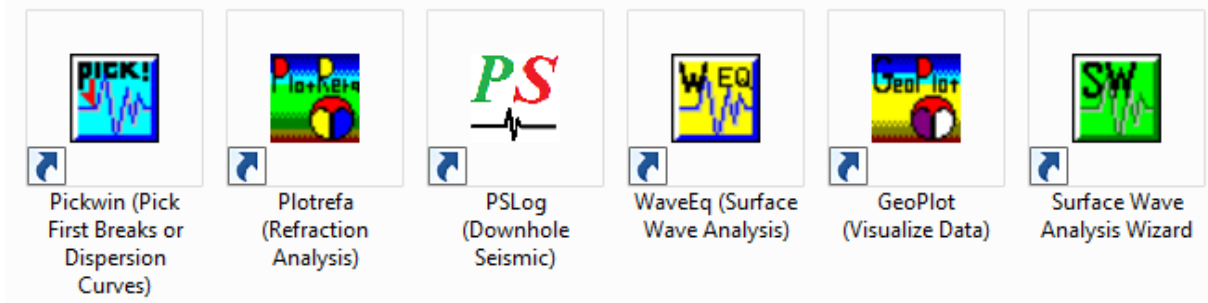 PICK!
PlotRefa
PS
W EQ
GeoPlot
SW
Pickwin (Pick
First Breaks or
Dispersion
Curves)
Plotrefa
(Refraction
Analysis)
PSLog
(Downhole
Seismic)
WaveEq (Surface
Wave Analysis)
GeoPlot
(Visualize Data)
Surface Wave
Analysis Wizard